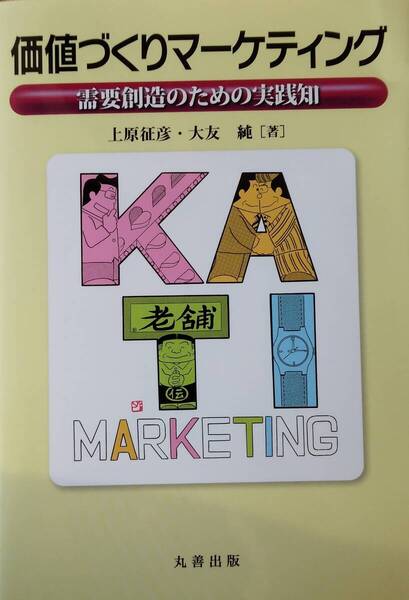 価値づくりマーケティング
需要創造のための実践知
上原征彦・大友 純[著]
KA
老舗
TI
MARKETING
丸善出版